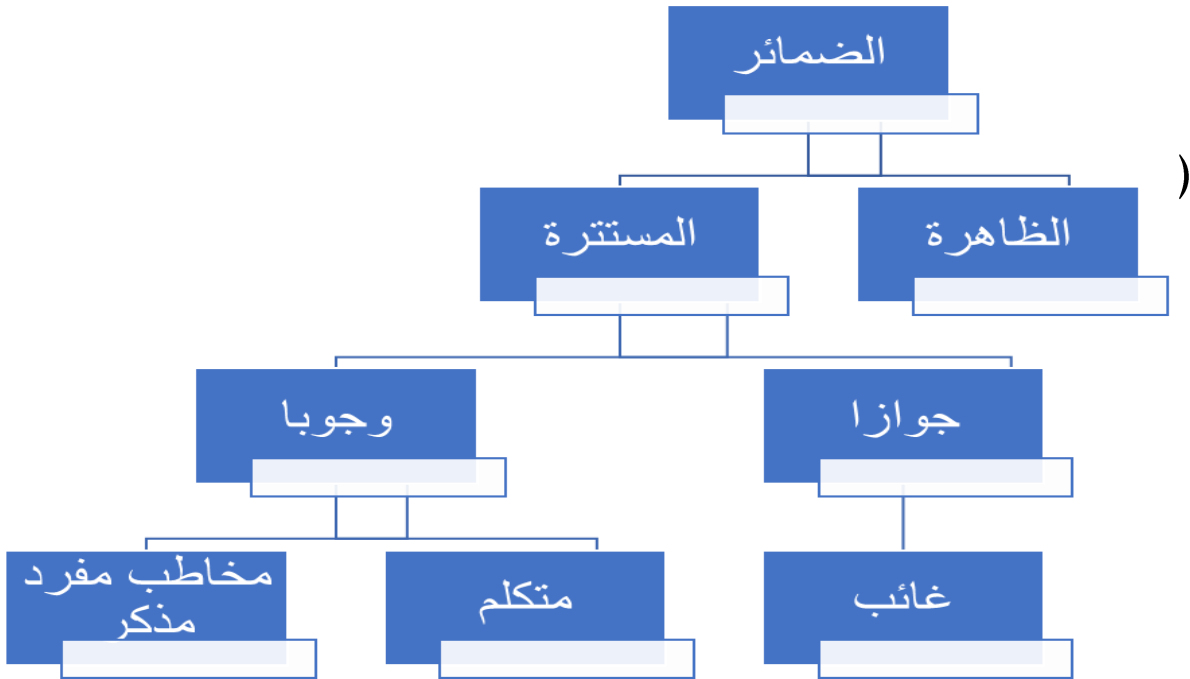 الضمائر
(
الظاهرة
المستترة
جوازا
وجوبا
غائب
متكلم
مخاطب مفرد
مذكر